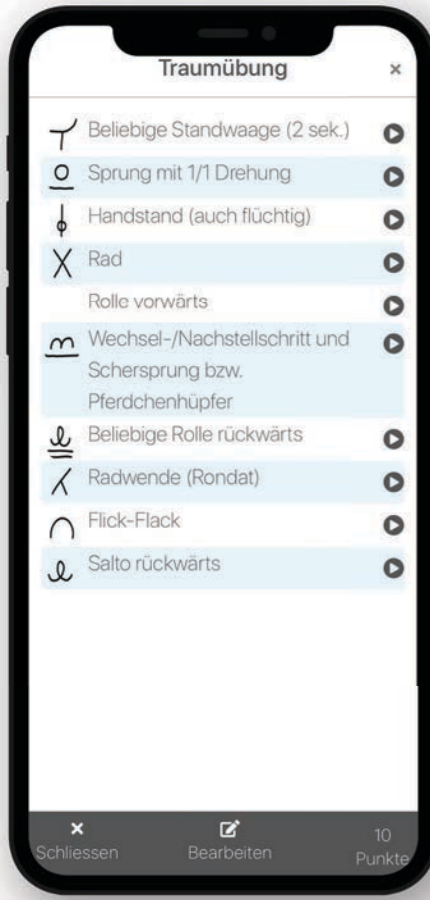 Traumübung ×
Beliebige Standwaage (2 sek.)
Sprung mit 1/1 Drehung
Handstand (auch flüchtig)
Rad
Rolle vorwärts
Wechsel-/Nachstellschritt und
Schersprung bzw.
Pferdchenhüpfer
Beliebige Rolle rückwärts
Radwende (Rondat)
Flick-Flack
Salto rückwärts
Schliessen
Bearbeiten
10
Punkte